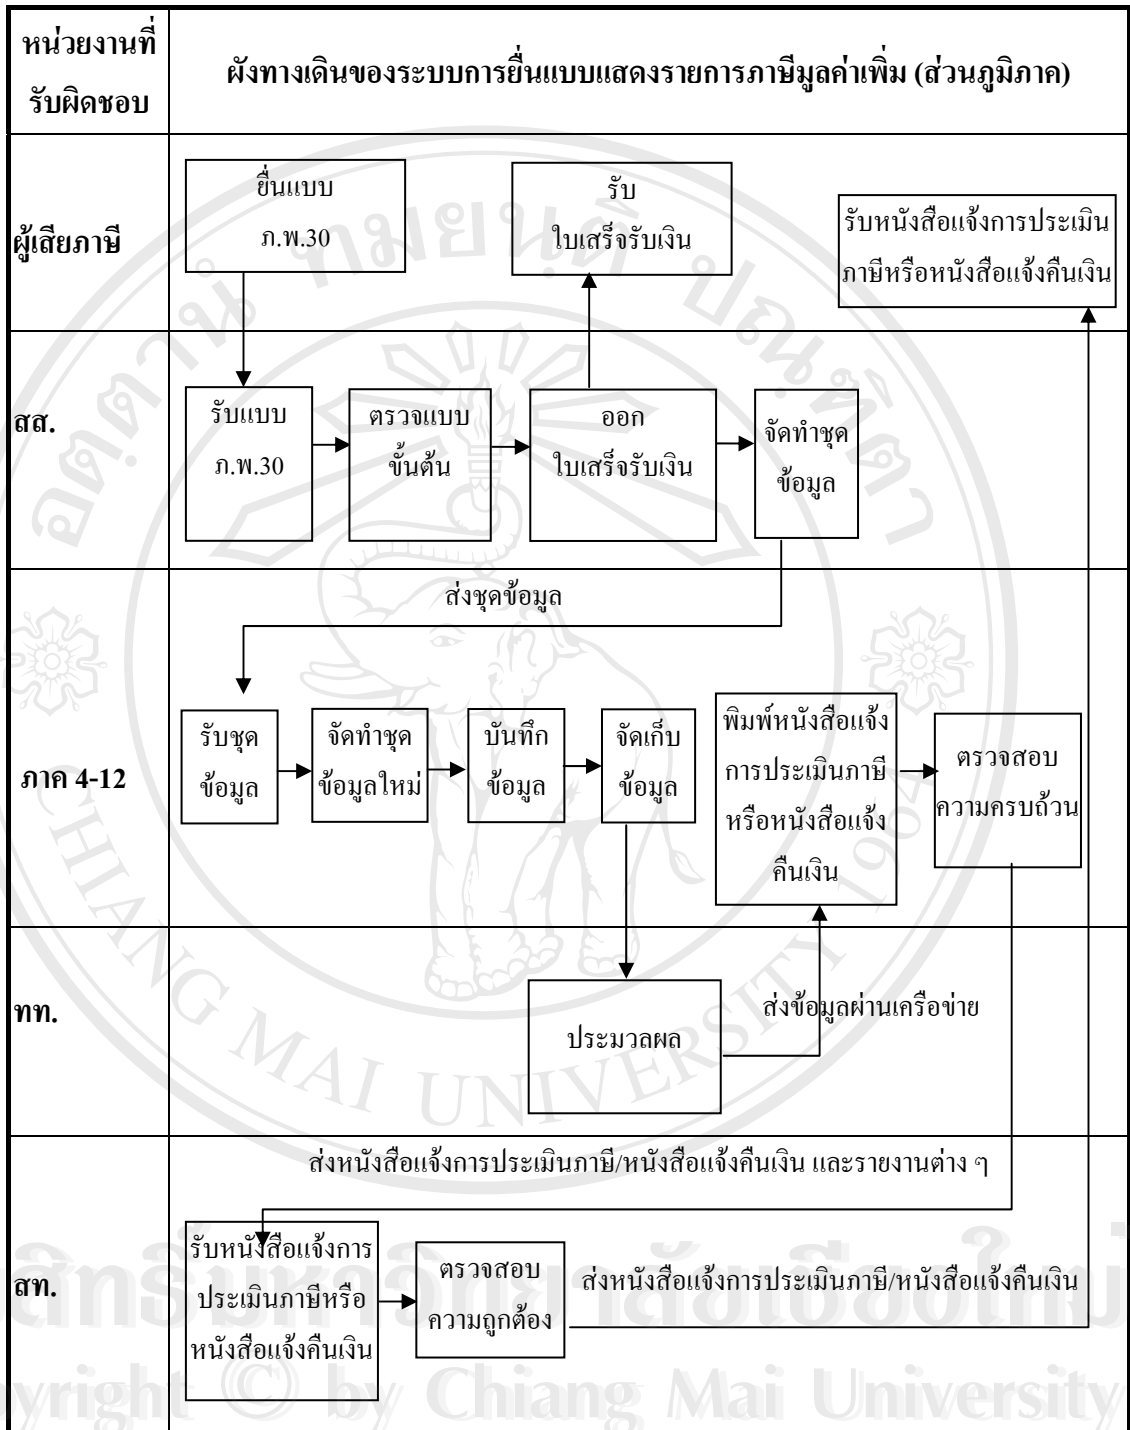 หน่วยงานที่
รับผิดชอบ
ผังทางเดินของระบบการยื่นแบบแสดงรายการภาษีมูลค่าเพิ่ม (ส่วนภูมิภาค)
ผู้เสียภาษี
ยื่นแบบ
ภ.พ.30
รับ
ใบเสร็จรับเงิน
รับหนังสือแจ้งการประเมิน
ภาษีหรือหนังสือแจ้งคืนเงิน
สส.
รับแบบ
ภ.พ.30
ตรวจแบบ
ขั้นต้น
ออก
ใบเสร็จรับเงิน
จัดทำชุด
ข้อมูล
ส่งชุดข้อมูล
ภาค 4-12
รับชุด
ข้อมูล
จัดทำชุด
ข้อมูลใหม่
บันทึก
ข้อมูล
จัดเก็บ
ข้อมูล
พิมพ์หนังสือแจ้ง
การประเมินภาษี
หรือหนังสือแจ้ง
คืนเงิน
ตรวจสอบ
ความครบถ้วน
ทท.
ประมวลผล
ส่งข้อมูลผ่านเครือข่าย
ส่งหนังสือแจ้งการประเมินภาษี/หนังสือแจ้งคืนเงิน และรายงานต่าง ๆ
สท.
รับหนังสือแจ้งการ
ประเมินภาษีหรือ
หนังสือแจ้งคืนเงิน
ตรวจสอบ
ความถูกต้อง
ส่งหนังสือแจ้งการประเมินภาษี/หนังสือแจ้งคืนเงิน
CHIANG MAI UNIVERSITY 1964
by Chiang Mai University